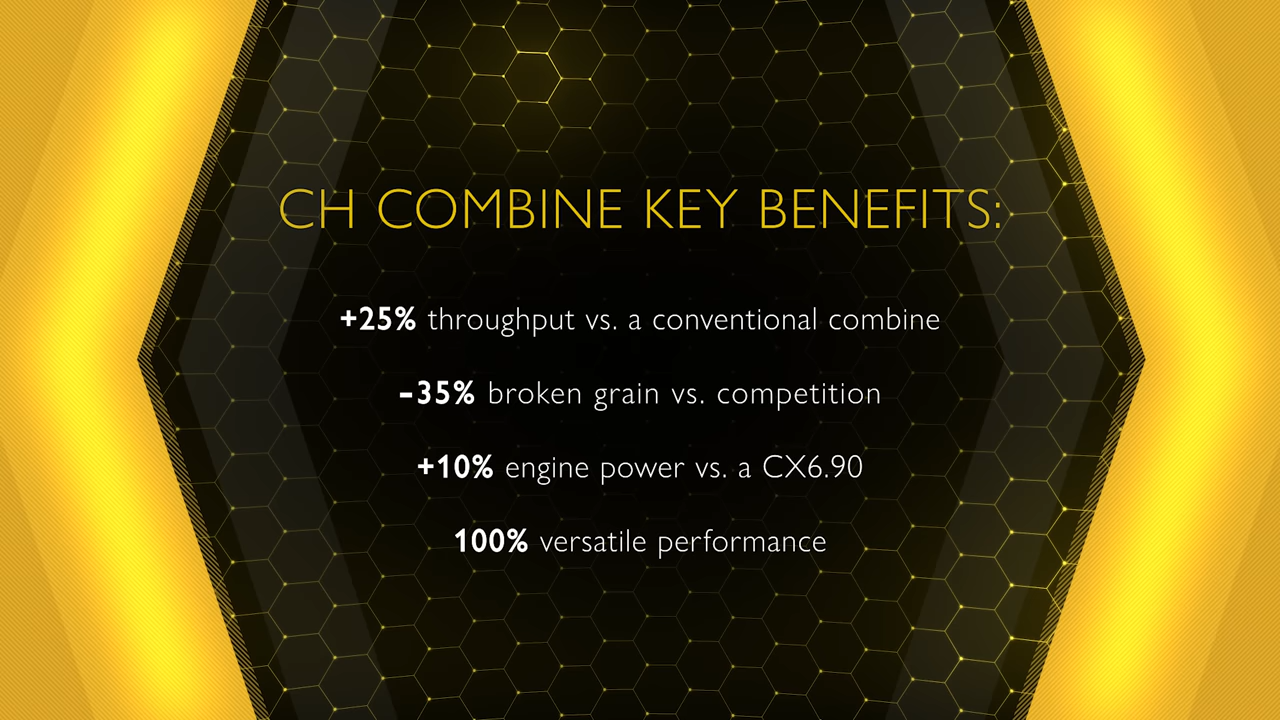 CH COMBINE KEY BENEFITS:
+25% throughput vs. a conventional combine
-35% broken grain vs. competition
+10% engine power vs. a CX6.90
100% versatile performance